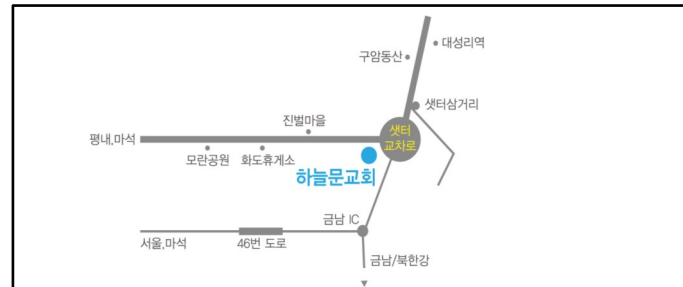 대성리역
구암동산
샛터삼거리
진벌마을
샛터
교차로
평내,마석
모란공원
화도휴게소
하늘문교회
금남 IC
서울,마석
46번 도로
금남/북한강